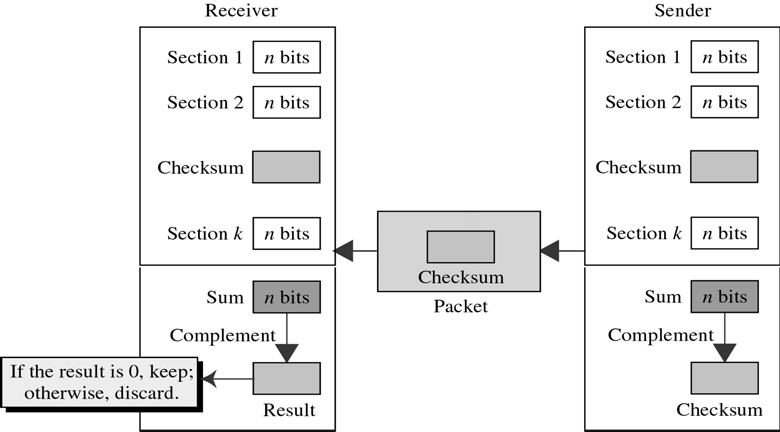 Receiver
Sender
Section 1 n bits
Section 2 n bits
Checksum
Section k n bits
Sum n bits
Complement
Result
If the result is 0, keep;
otherwise, discard.
Checksum
Packet
Section 1 n bits
Section 2 n bits
Checksum
Section k n bits
Sum n bits
Complement
Checksum